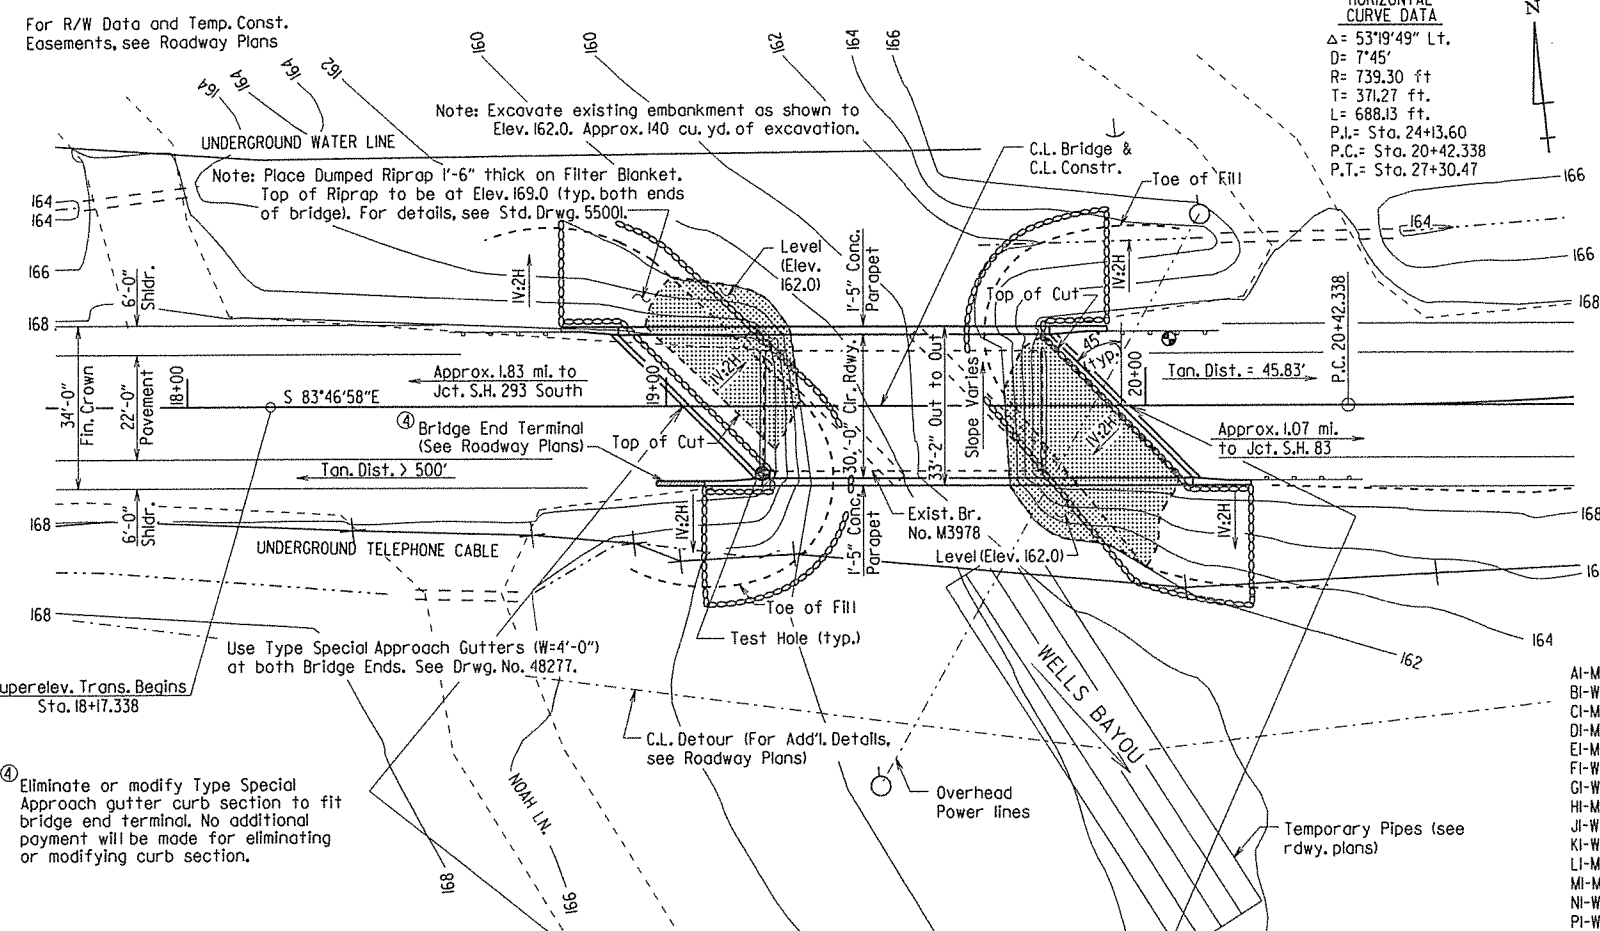 For R/W Data and Temp. Const.
Easements, see Roadway Plans
HORIZONTAL
CURVE DATA
Δ= 53°19'49" Lt.
D= 7°45'
R= 739.30 ft
T= 371.27 ft.
L= 688.13 ft.
P.I.= Sta. 24+13.60
P.C.= Sta. 20+42.338
P.T.= Sta. 27+30.47
164
164
164
162
160
160
162
164
166
Note: Excavate existing embankment as shown to
Elev. 162.0. Approx. 140 cu. yd. of excavation.
UNDERGROUND WATER LINE
Note: Place Dumped Riprap 1'-6" thick on Filter Blanket.
Top of Riprap to be at Elev. 169.0 (typ. both ends
of bridge). For details, see Std. Drwg. 55001.
C.L. Bridge &
C.L. Constr.
Toe of Fill
166
164
164
164
166
166
168
168
6'-0"
Shldr.
1V:2H
Level
(Elev.
162.0)
1'-5" Conc.
Parapet
1V:2H
Top of Cut
45°
(typ.)
P.C. 20+42.338
34'-0"
Fin. Crown
22'-0"
Pavement
18+00
S 83°46'58"E
Approx. 1.83 mi. to
Jct. S.H. 293 South
19+00
1V:2H
30'-0" Clr. Rdwy.
33'-2" Out to Out
Slope Varies
20+00
Tan. Dist. = 45.83'
1V:2H
Approx. 1.07 mi.
to Jct. S.H. 83
4
Bridge End Terminal
(See Roadway Plans)
Top of Cut
Tan. Dist. > 500'
168
6'-0"
Shldr.
UNDERGROUND TELEPHONE CABLE
1V:2H
1'-5" Conc.
Parapet
Exist. Br.
No. M3978
Level (Elev. 162.0)
1V:2H
168
168
Toe of Fill
Test Hole (typ.)
164
162
Use Type Special Approach Gutters (W=4'-0")
at both Bridge Ends. See Drwg. No. 48277.
Superelev. Trans. Begins
Sta. 18+17.338
WELLS BAYOU
C.L. Detour (For Add'l. Details,
see Roadway Plans)
NOAH LN.
168
166
Overhead
Power lines
Temporary Pipes (see
rdwy. plans)
4
Eliminate or modify Type Special
Approach gutter curb section to fit
bridge end terminal. No additional
payment will be made for eliminating
or modifying curb section.
A1-M
B1-W
C1-M
D1-M
E1-M
F1-W
G1-W
H1-M
J1-W
K1-W
L1-M
M1-M
N1-W
P1-W